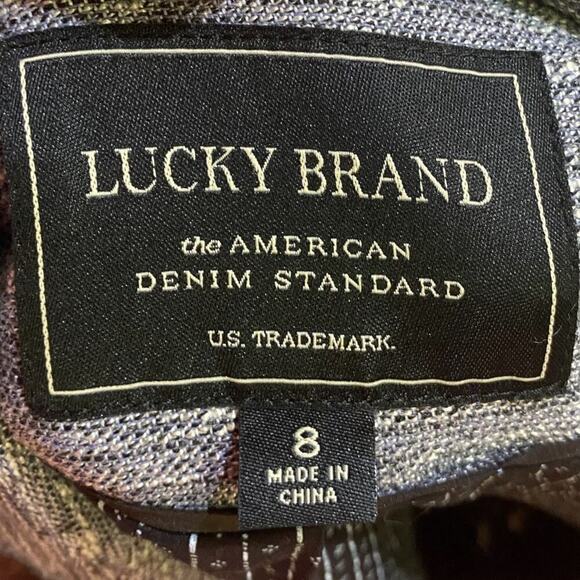 LUCKY BRAND
the AMERICAN
DENIM STANDARD
U.S. TRADEMARK.
8
MADE IN
CHINA